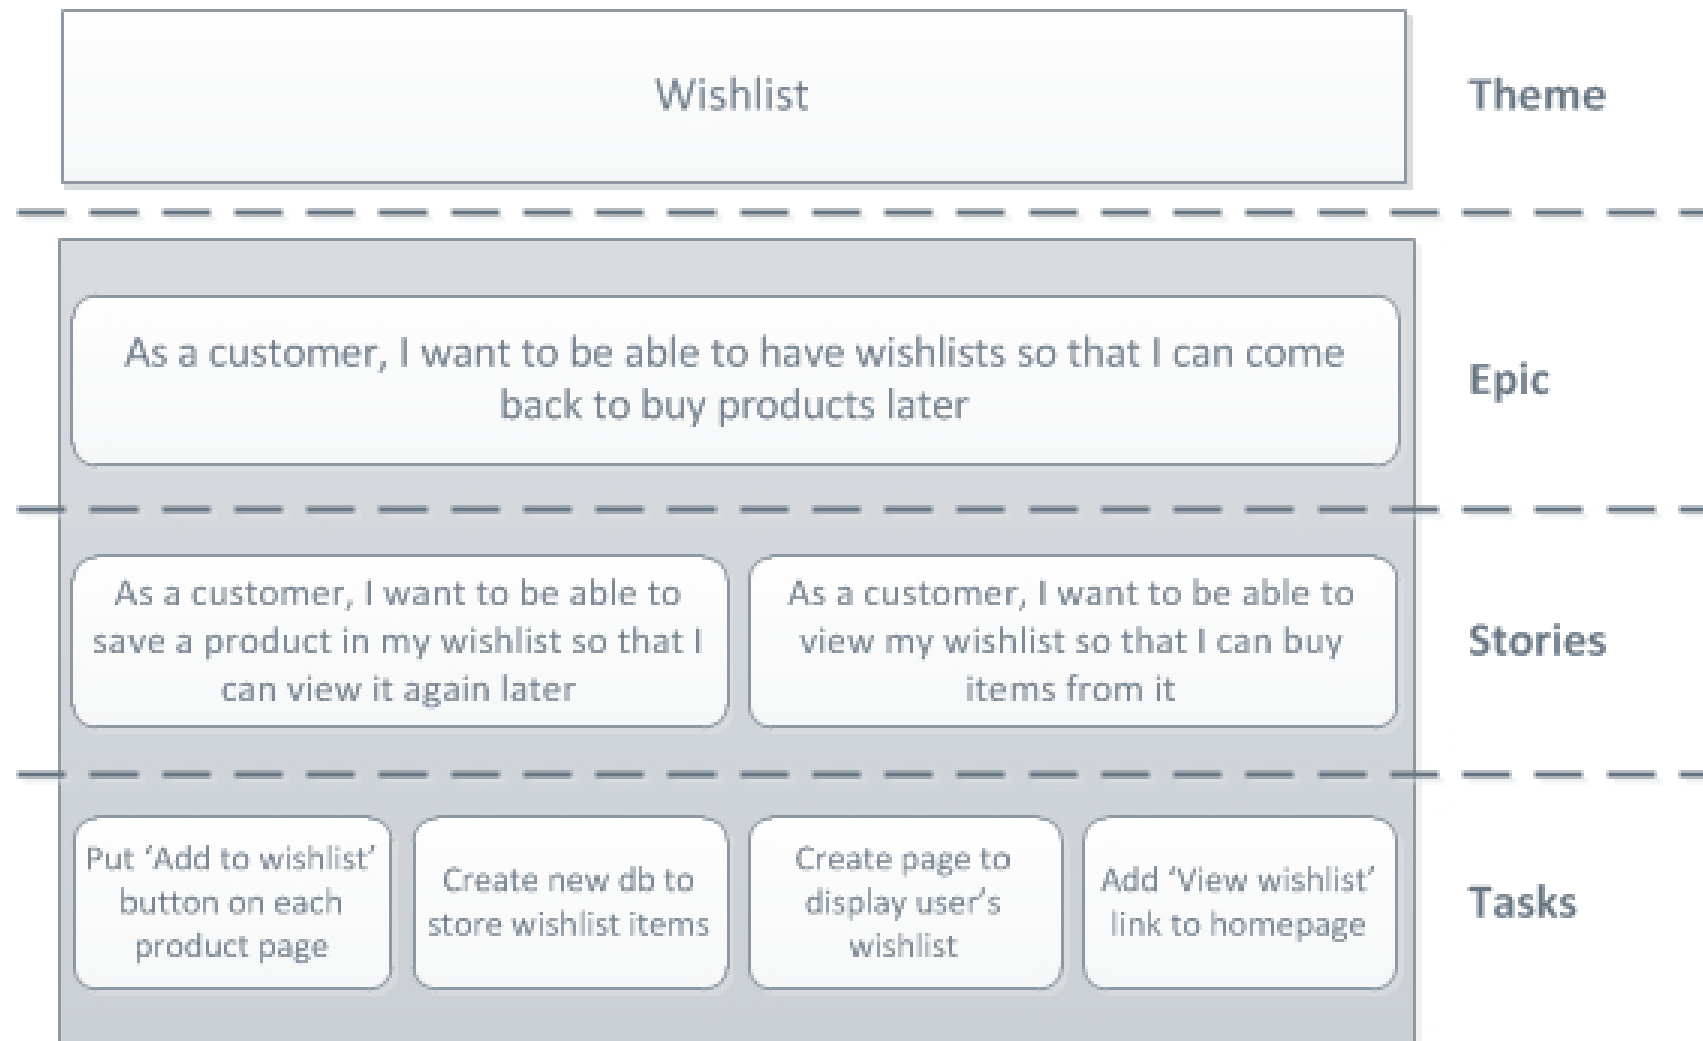 Wishlist
Theme
As a customer, I want to be able to have wishlists so that I can come
back to buy products later
Epic
As a customer, I want to be able to
save a product in my wishlist so that I
can view it again later
As a customer, I want to be able to
view my wishlist so that I can buy
items from it
Stories
Put ‘Add to wishlist’
button on each
product page
Create new db to
store wishlist items
Create page to
display user’s
wishlist
Add ‘View wishlist’
link to homepage
Tasks